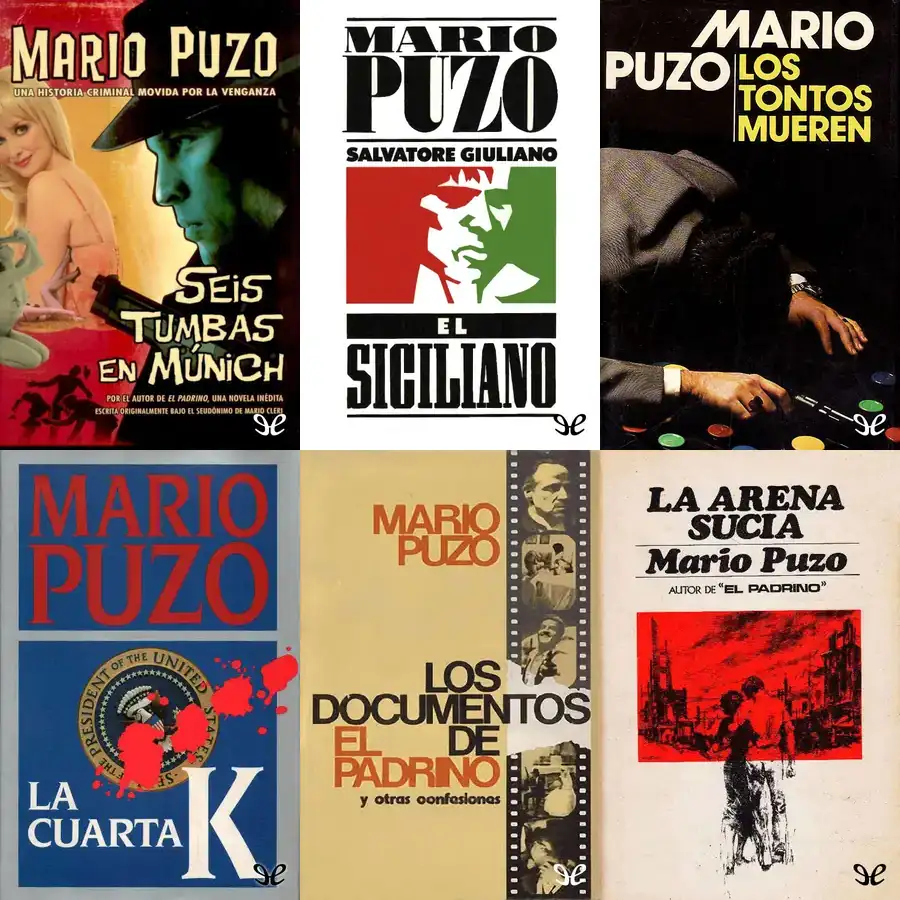 MARIO PUZO
UNA HISTORIA CRIMINAL MOVIDA POR LA VENGANZA
SEIS
TUMBAS
EN MÚNICH
POR EL AUTOR DE EL PADRINO, UNA NOVELA INÉDITA
ESCRITA ORIGINALMENTE BAJO EL SEUDÓNIMO DE MARIO CLERI
MARIO
PUZO
SALVATORE GIULIANO
EL
SICILIANO
MARIO
PUZO
LOS
TONTOS
MUEREN
MARIO
PUZO
PRESIDENT OF THE UNITED STATES
LA
CUARTA
K
MARIO
PUZO
LOS
DOCUMENTOS
EL DE
PADRINO
y otras confesiones
LA ARENA
SUCIA
Mario Puzo
AUTOR DE "EL PADRINO"